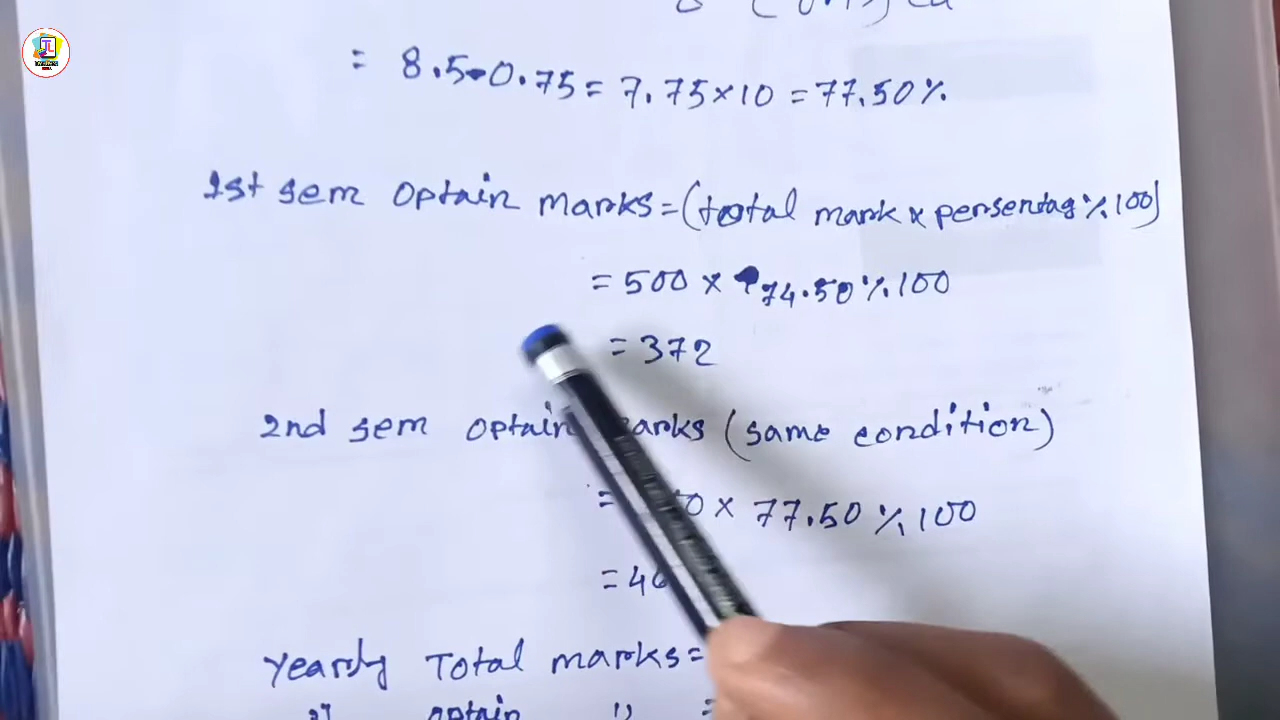 = 8.5-0.75 = 7.75×10 = 77.50%
1st sem optain marks = (total mark × persentag % 100)
= 500 × 74.50 % 100
= 372
2nd sem optain marks (same condition)
= × 77.50 % 100
=
Yearly Total marks =
optain " =